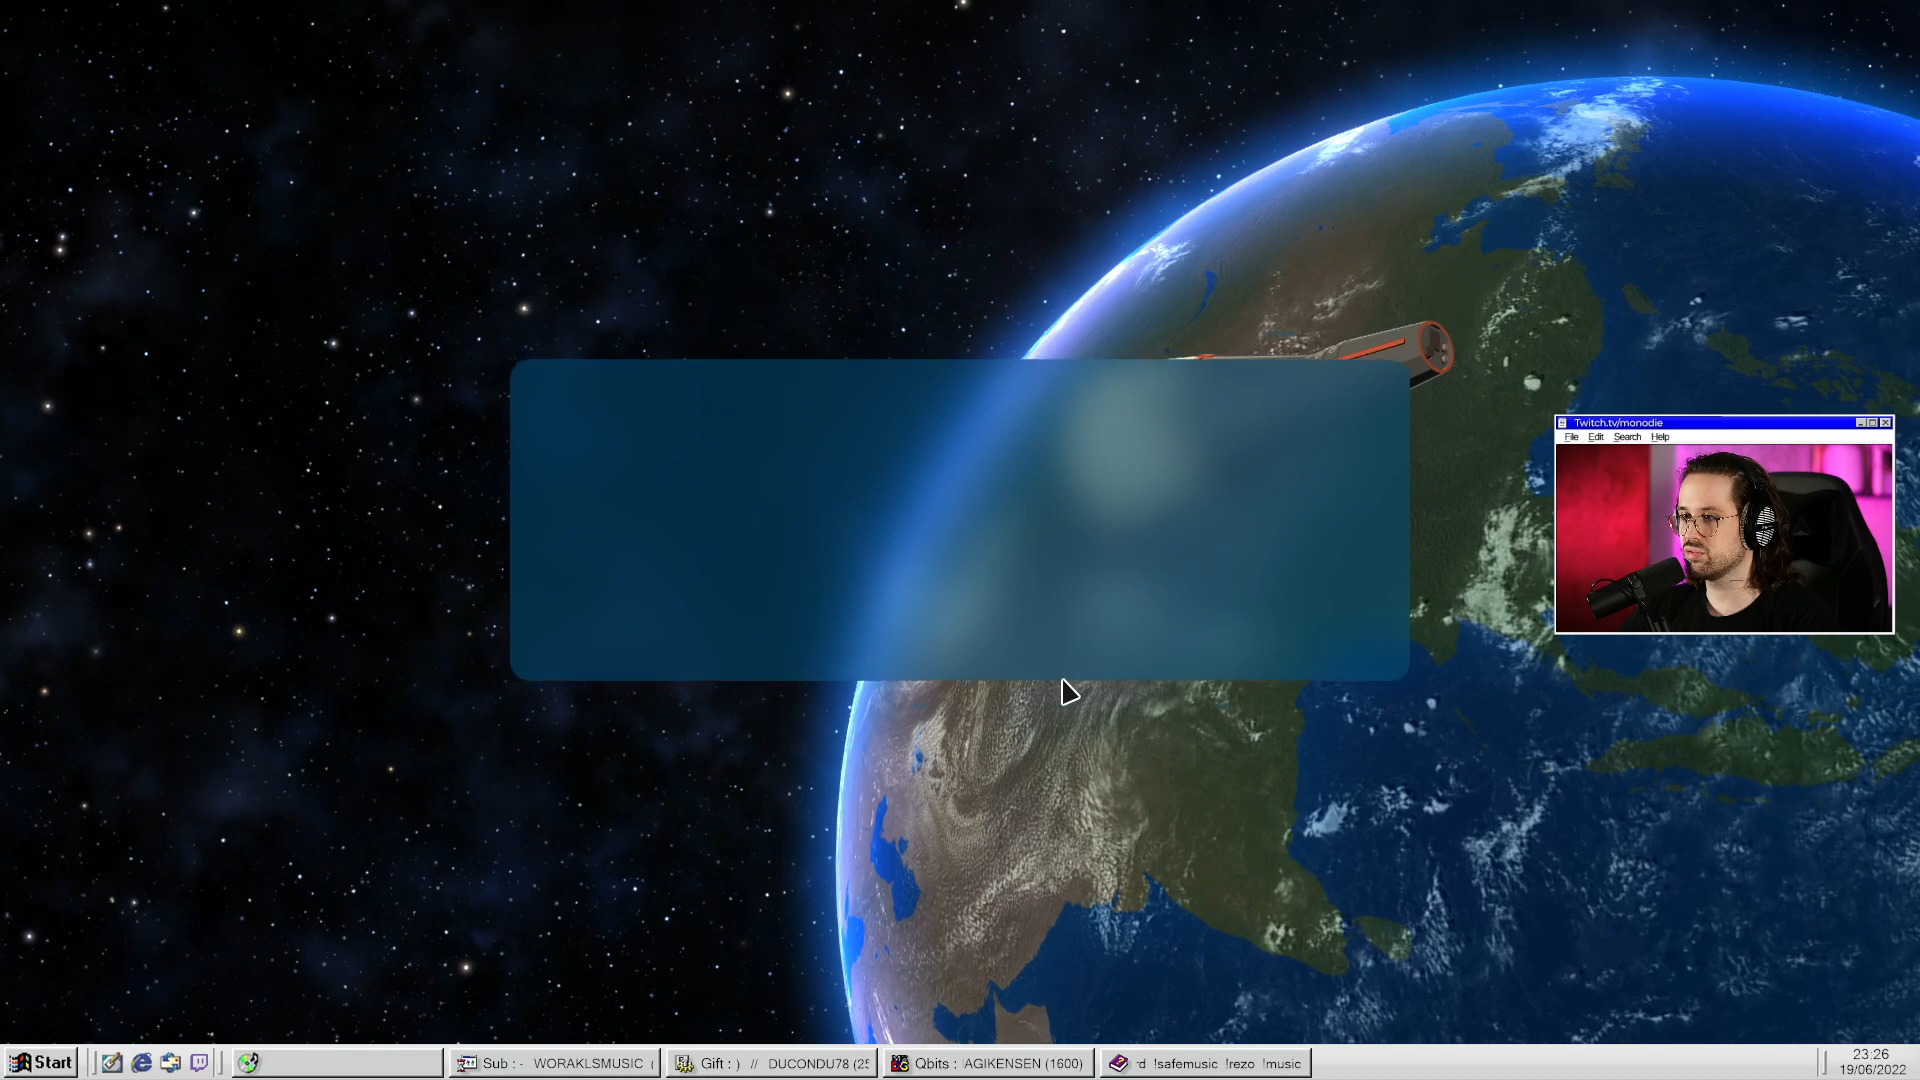 Twitch.tv/monodie
File Edit Search Help
Start
Sub : - WORAKLSMUSIC (
Gift : ) // DUCONDU78 (25
Qbits : AGIKENSEN (1600)
rd !safemusic !rezo !music
23:26
19/06/2022